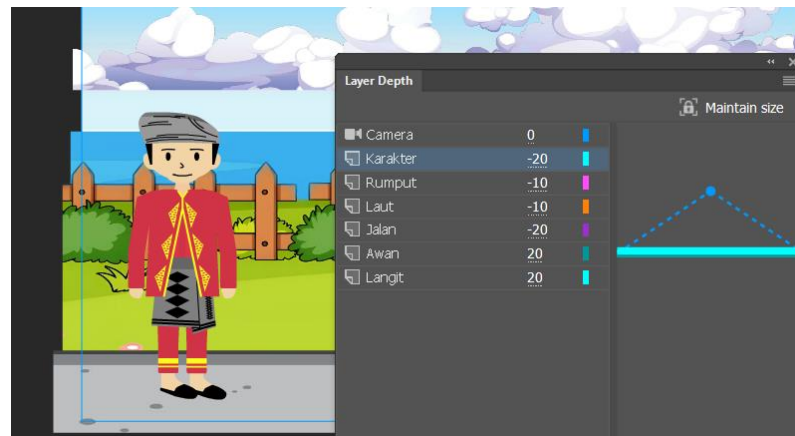 Layer Depth
Maintain size
Camera 0
Karakter -20
Rumput -10
Laut -10
Jalan -20
Awan 20
Langit 20